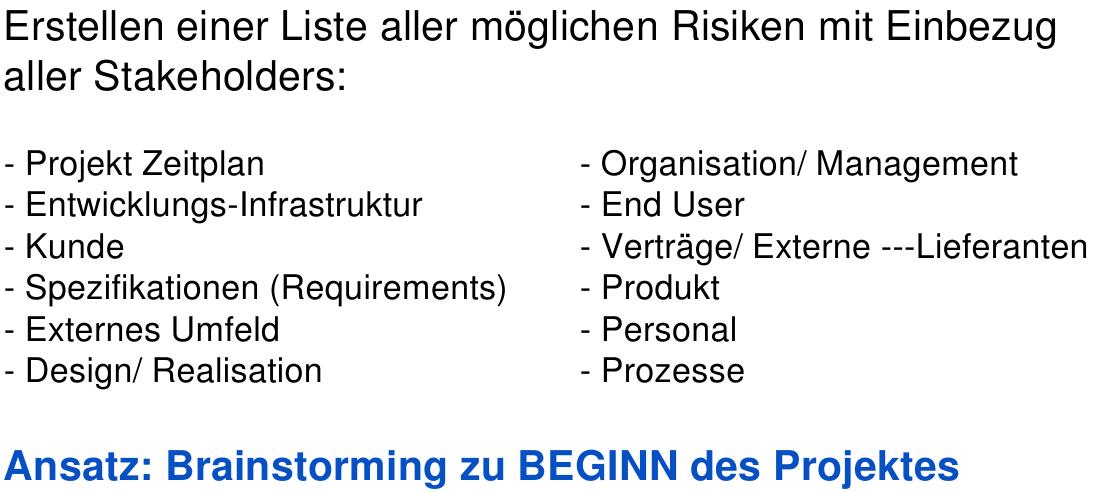 Erstellen einer Liste aller möglichen Risiken mit Einbezug
aller Stakeholders:
- Projekt Zeitplan
- Entwicklungs-Infrastruktur
- Kunde
- Spezifikationen (Requirements)
- Externes Umfeld
- Design/ Realisation
- Organisation/ Management
- End User
- Verträge/ Externe ---Lieferanten
- Produkt
- Personal
- Prozesse
Ansatz: Brainstorming zu BEGINN des Projektes